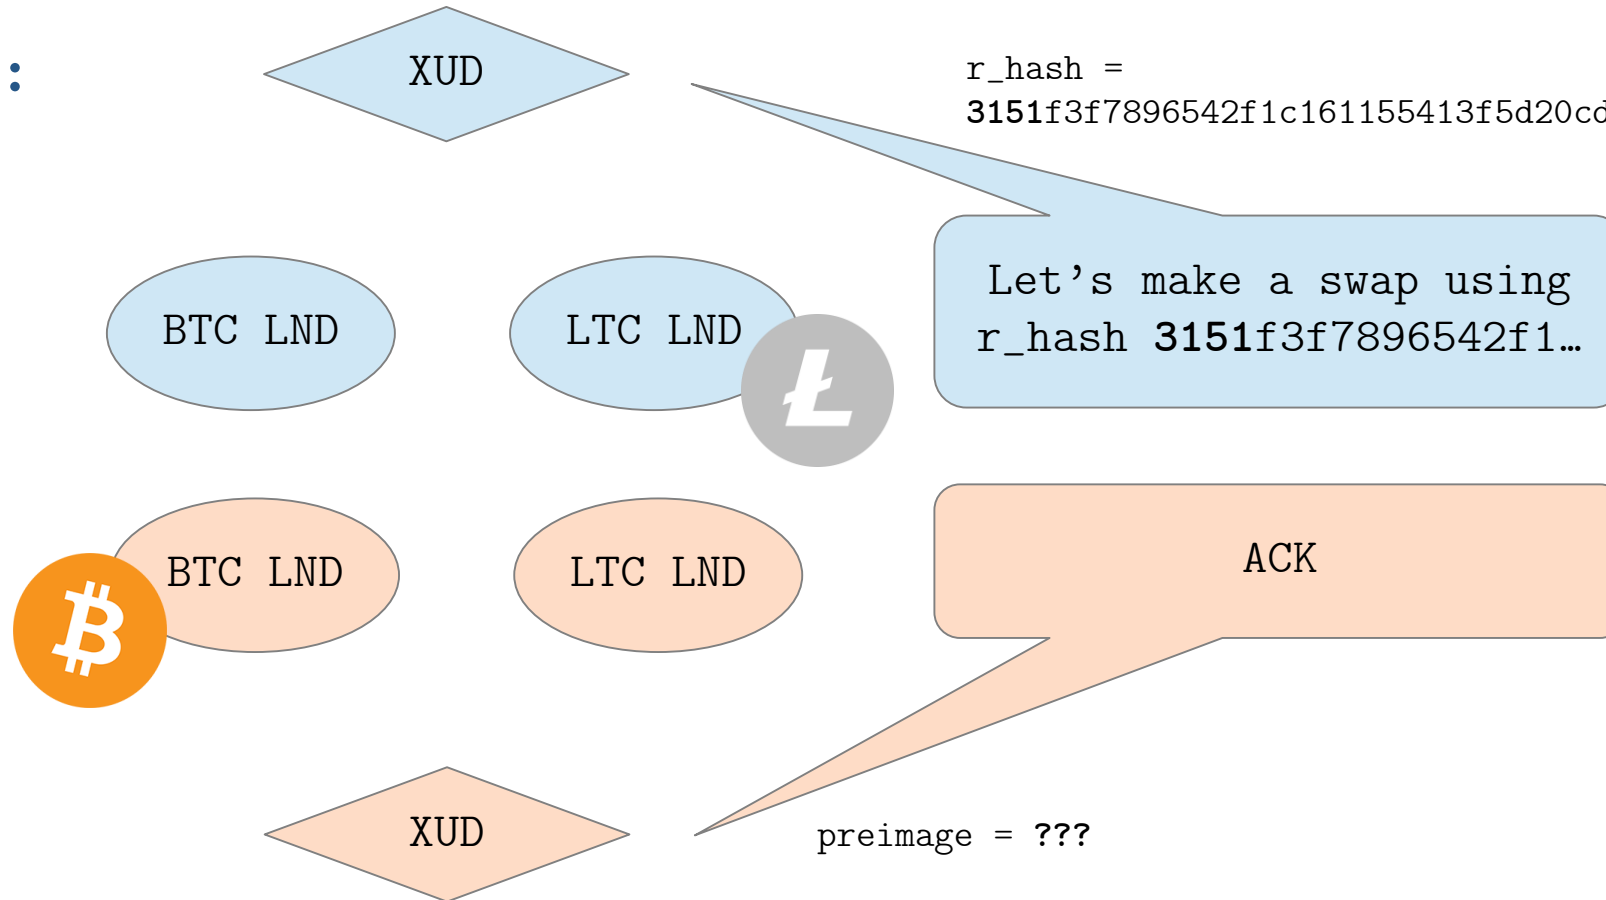 :
XUD
r_hash =
3151f3f7896542f1c161155413f5d20cd
Let’s make a swap using
r_hash 3151f3f7896542f1…
BTC LND
LTC LND
BTC LND
LTC LND
ACK
XUD
preimage = ???